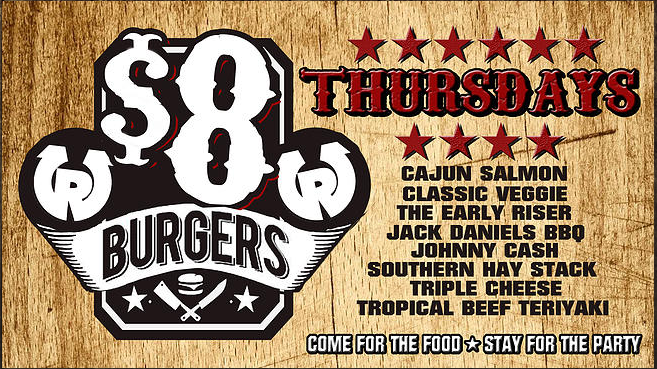 $8
BURGERS
R
R
THURSDAYS
CAJUN SALMON
CLASSIC VEGGIE
THE EARLY RISER
JACK DANIELS BBQ
JOHNNY CASH
SOUTHERN HAY STACK
TRIPLE CHEESE
TROPICAL BEEF TERIYAKI
COME FOR THE FOOD ★ STAY FOR THE PARTY